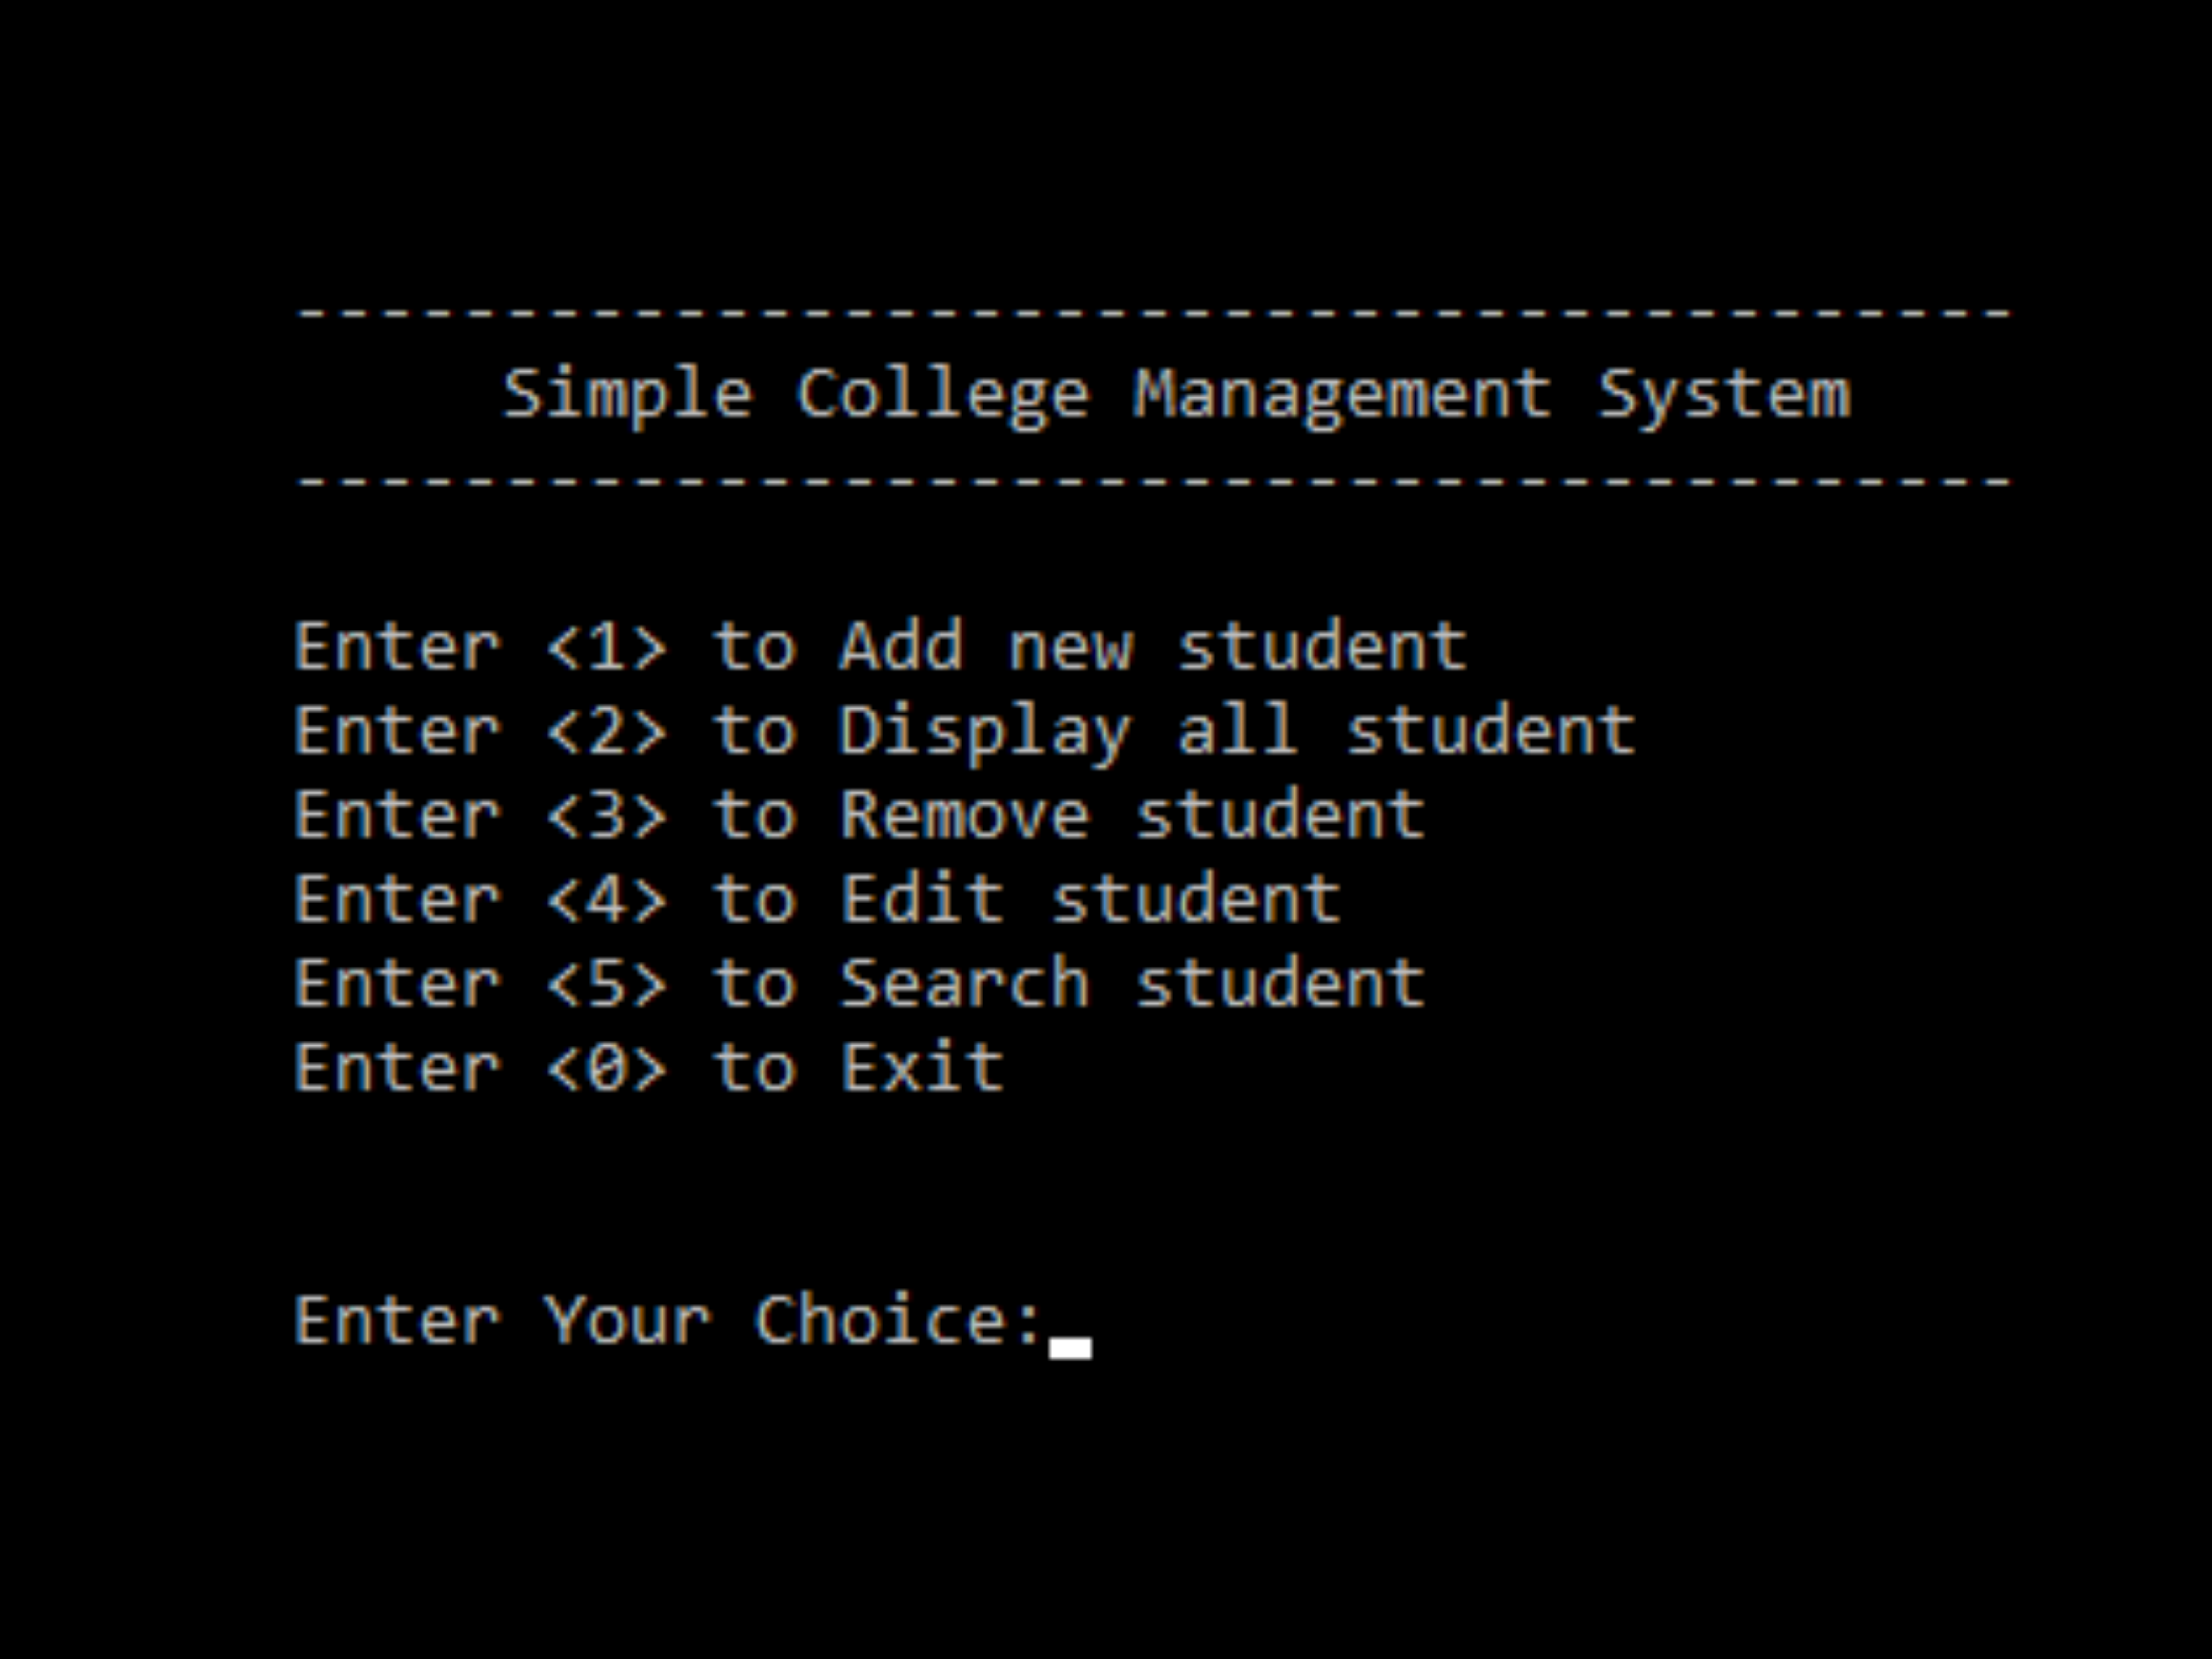 -----------------------------------------
Simple College Management System
-----------------------------------------
Enter <1> to Add new student
Enter <2> to Display all student
Enter <3> to Remove student
Enter <4> to Edit student
Enter <5> to Search student
Enter <0> to Exit
Enter Your Choice: